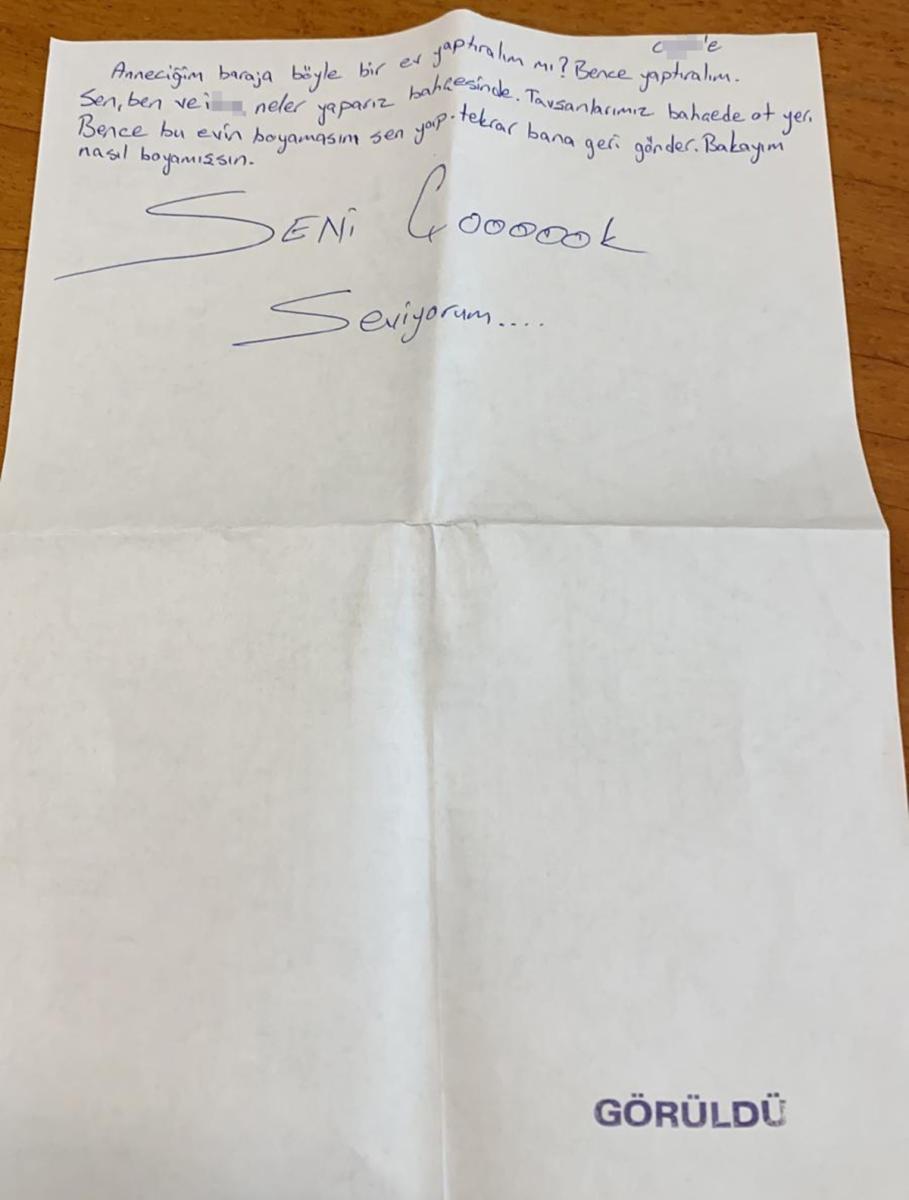 'e
Anneciğim baraja böyle bir ev yaptıralım mı? Bence yaptıralım.
Sen, ben ve i neler yaparız bahçesinde. Tavşanlarımız bahçede ot yer.
Bence bu evin boyamasını sen yap. tekrar bana geri gönder. Bakayım
nasıl boyamışsın.
SENİ Çooooook
Seviyorum....
GÖRÜLDÜ